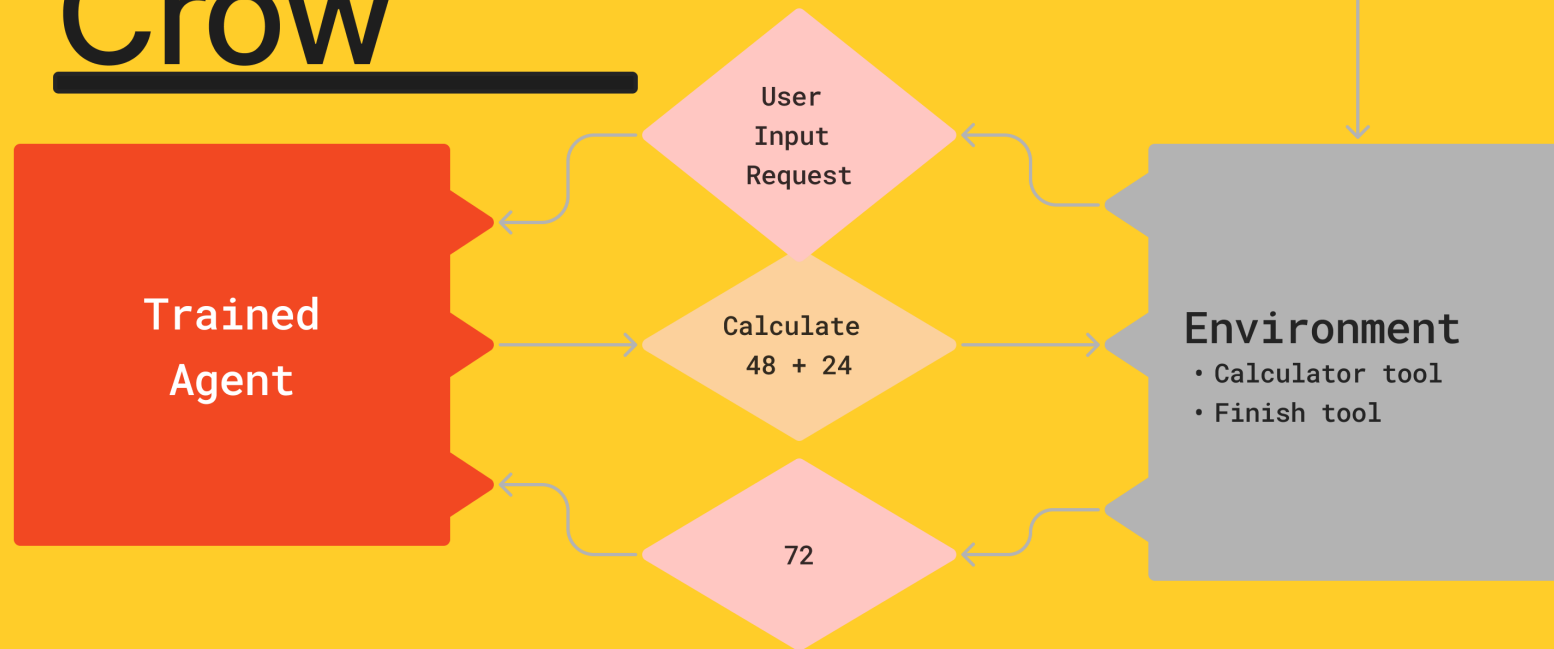 Crow
User
Input
Request
Trained
Agent
Calculate
48 + 24
Environment
• Calculator tool
• Finish tool
72